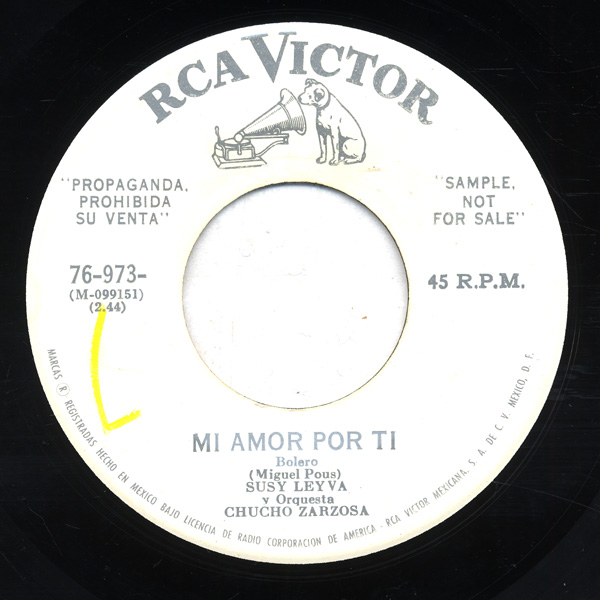 RCA VICTOR
"PROPAGANDA,
PROHIBIDA
SU VENTA"
"SAMPLE,
NOT
FOR SALE"
76-973-
(M-099151)
(2.44)
45 R.P.M.
MI AMOR POR TI
Bolero
(Miguel Pous)
SUSY LEYVA
y Orquesta
CHUCHO ZARZOSA
MARCAS ® REGISTRADAS HECHO EN MEXICO BAJO LICENCIA DE RADIO CORPORACION DE AMERICA - RCA VICTOR MEXICANA, S. A. DE C. V. MEXICO, D. F.